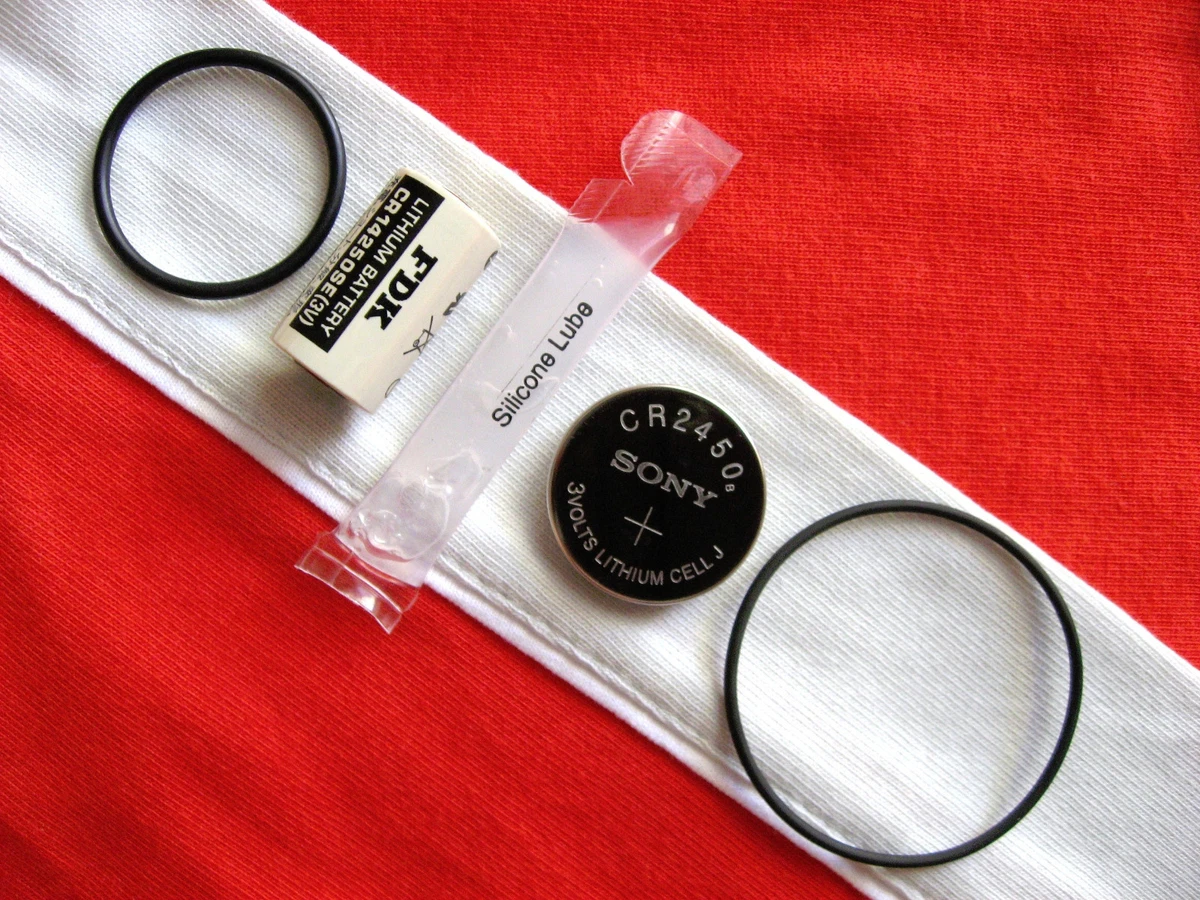 FDK
LITHIUM BATTERY
CR14250SE(3V)
Silicone Lube
CR2450B
SONY
+
3VOLTS LITHIUM CELL J